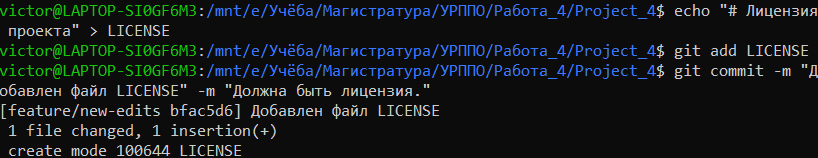 victor@LAPTOP-SI0GF6M3:/mnt/e/Учёба/Магистратура/УРППО/Работа_4/Project_4$ echo "# Лицензия
проекта" > LICENSE
victor@LAPTOP-SI0GF6M3:/mnt/e/Учёба/Магистратура/УРППО/Работа_4/Project_4$ git add LICENSE
victor@LAPTOP-SI0GF6M3:/mnt/e/Учёба/Магистратура/УРППО/Работа_4/Project_4$ git commit -m "Д
обавлен файл LICENSE" -m "Должна быть лицензия."
[feature/new-edits bfac5d6] Добавлен файл LICENSE
1 file changed, 1 insertion(+)
create mode 100644 LICENSE